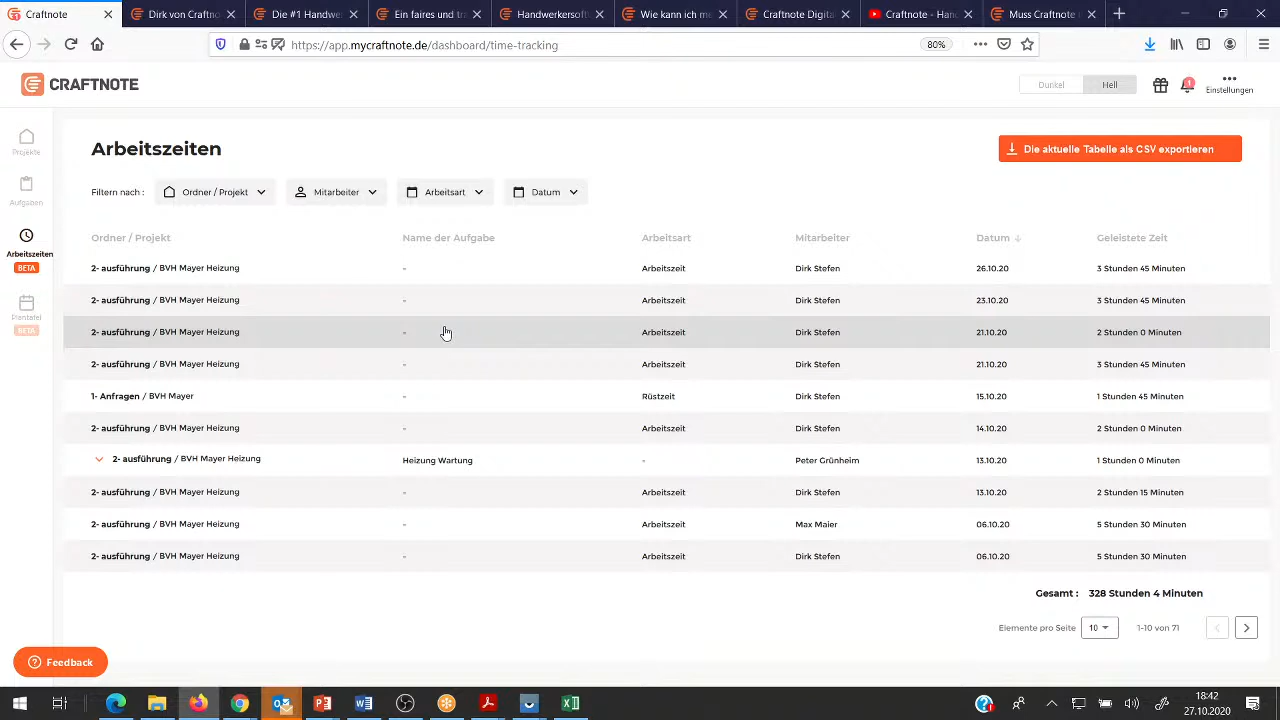 Craftnote
Dirk von Craftno
Die #1 Handwer
Ein faires und tr
Handwerkersoft
Wie kann ich me
Craftnote Digita
Craftnote - Han
Muss Craftnote
https://app.mycraftnote.de/dashboard/time-tracking
80%
CRAFTNOTE
Dunkel
Hell
1
Einstellungen
Projekte
Aufgaben
Arbeitszeiten
BETA
Plantafel
BETA
Arbeitszeiten
Die aktuelle Tabelle als CSV exportieren
Filtern nach : Ordner / Projekt Mitarbeiter Arbeitsart Datum
Ordner / Projekt Name der Aufgabe Arbeitsart Mitarbeiter Datum Geleistete Zeit
2- ausführung / BVH Mayer Heizung - Arbeitszeit Dirk Stefen 26.10.20 3 Stunden 45 Minuten
2- ausführung / BVH Mayer Heizung - Arbeitszeit Dirk Stefen 23.10.20 3 Stunden 45 Minuten
2- ausführung / BVH Mayer Heizung - Arbeitszeit Dirk Stefen 21.10.20 2 Stunden 0 Minuten
2- ausführung / BVH Mayer Heizung - Arbeitszeit Dirk Stefen 21.10.20 3 Stunden 45 Minuten
1- Anfragen / BVH Mayer - Rüstzeit Dirk Stefen 15.10.20 1 Stunden 45 Minuten
2- ausführung / BVH Mayer Heizung - Arbeitszeit Dirk Stefen 14.10.20 2 Stunden 0 Minuten
2- ausführung / BVH Mayer Heizung Heizung Wartung - Peter Grünheim 13.10.20 1 Stunden 0 Minuten
2- ausführung / BVH Mayer Heizung - Arbeitszeit Dirk Stefen 13.10.20 2 Stunden 15 Minuten
2- ausführung / BVH Mayer Heizung - Arbeitszeit Max Maier 06.10.20 5 Stunden 30 Minuten
2- ausführung / BVH Mayer Heizung - Arbeitszeit Dirk Stefen 06.10.20 5 Stunden 30 Minuten
Gesamt : 328 Stunden 4 Minuten
Elemente pro Seite 10 1-10 von 71
Feedback
18:42
27.10.2020